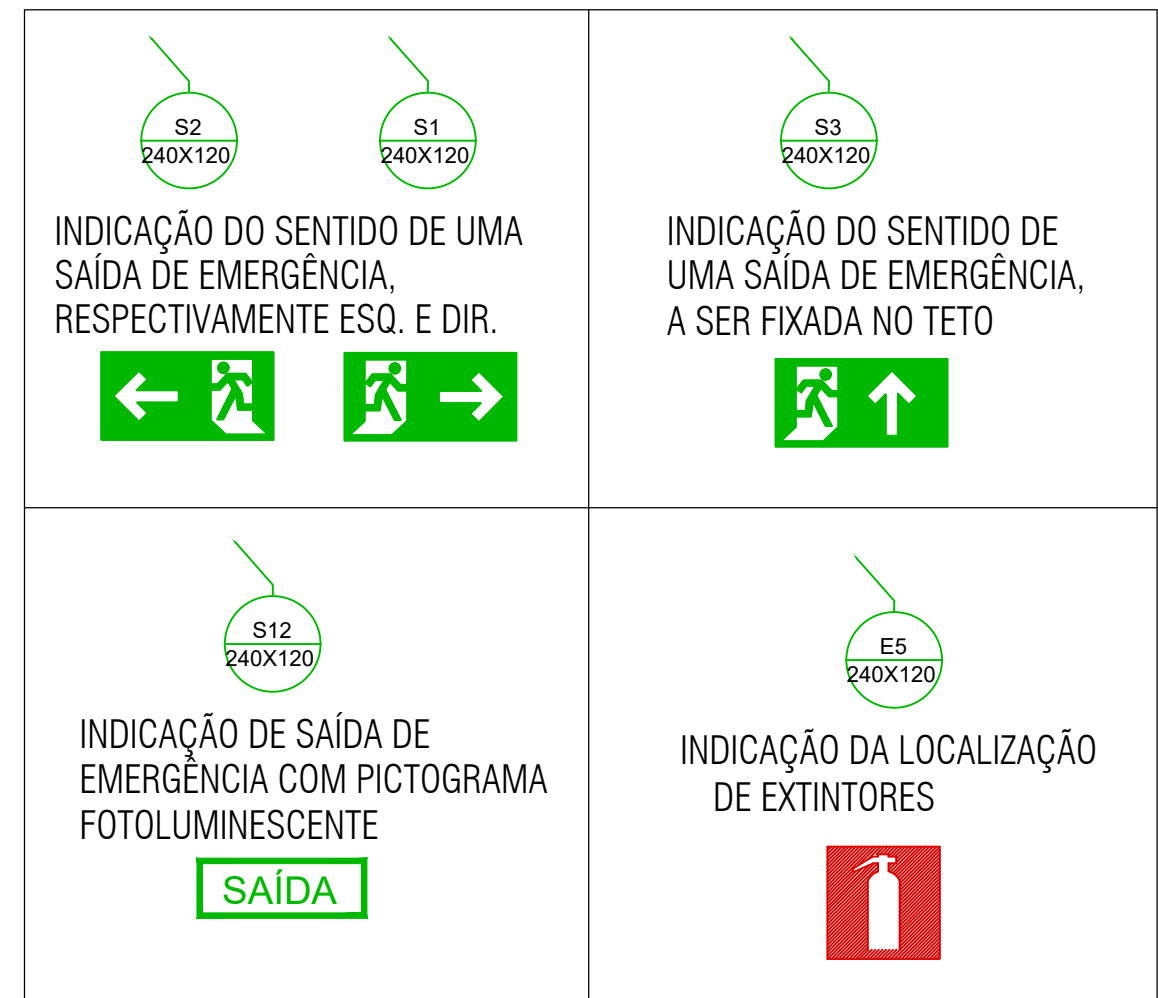 S2
240X120
S1
240X120
INDICAÇÃO DO SENTIDO DE UMA
SAÍDA DE EMERGÊNCIA,
RESPECTIVAMENTE ESQ. E DIR.
S3
240X120
INDICAÇÃO DO SENTIDO DE
UMA SAÍDA DE EMERGÊNCIA,
A SER FIXADA NO TETO
S12
240X120
INDICAÇÃO DE SAÍDA DE
EMERGÊNCIA COM PICTOGRAMA
FOTOLUMINESCENTE
SAÍDA
E5
240X120
INDICAÇÃO DA LOCALIZAÇÃO
DE EXTINTORES